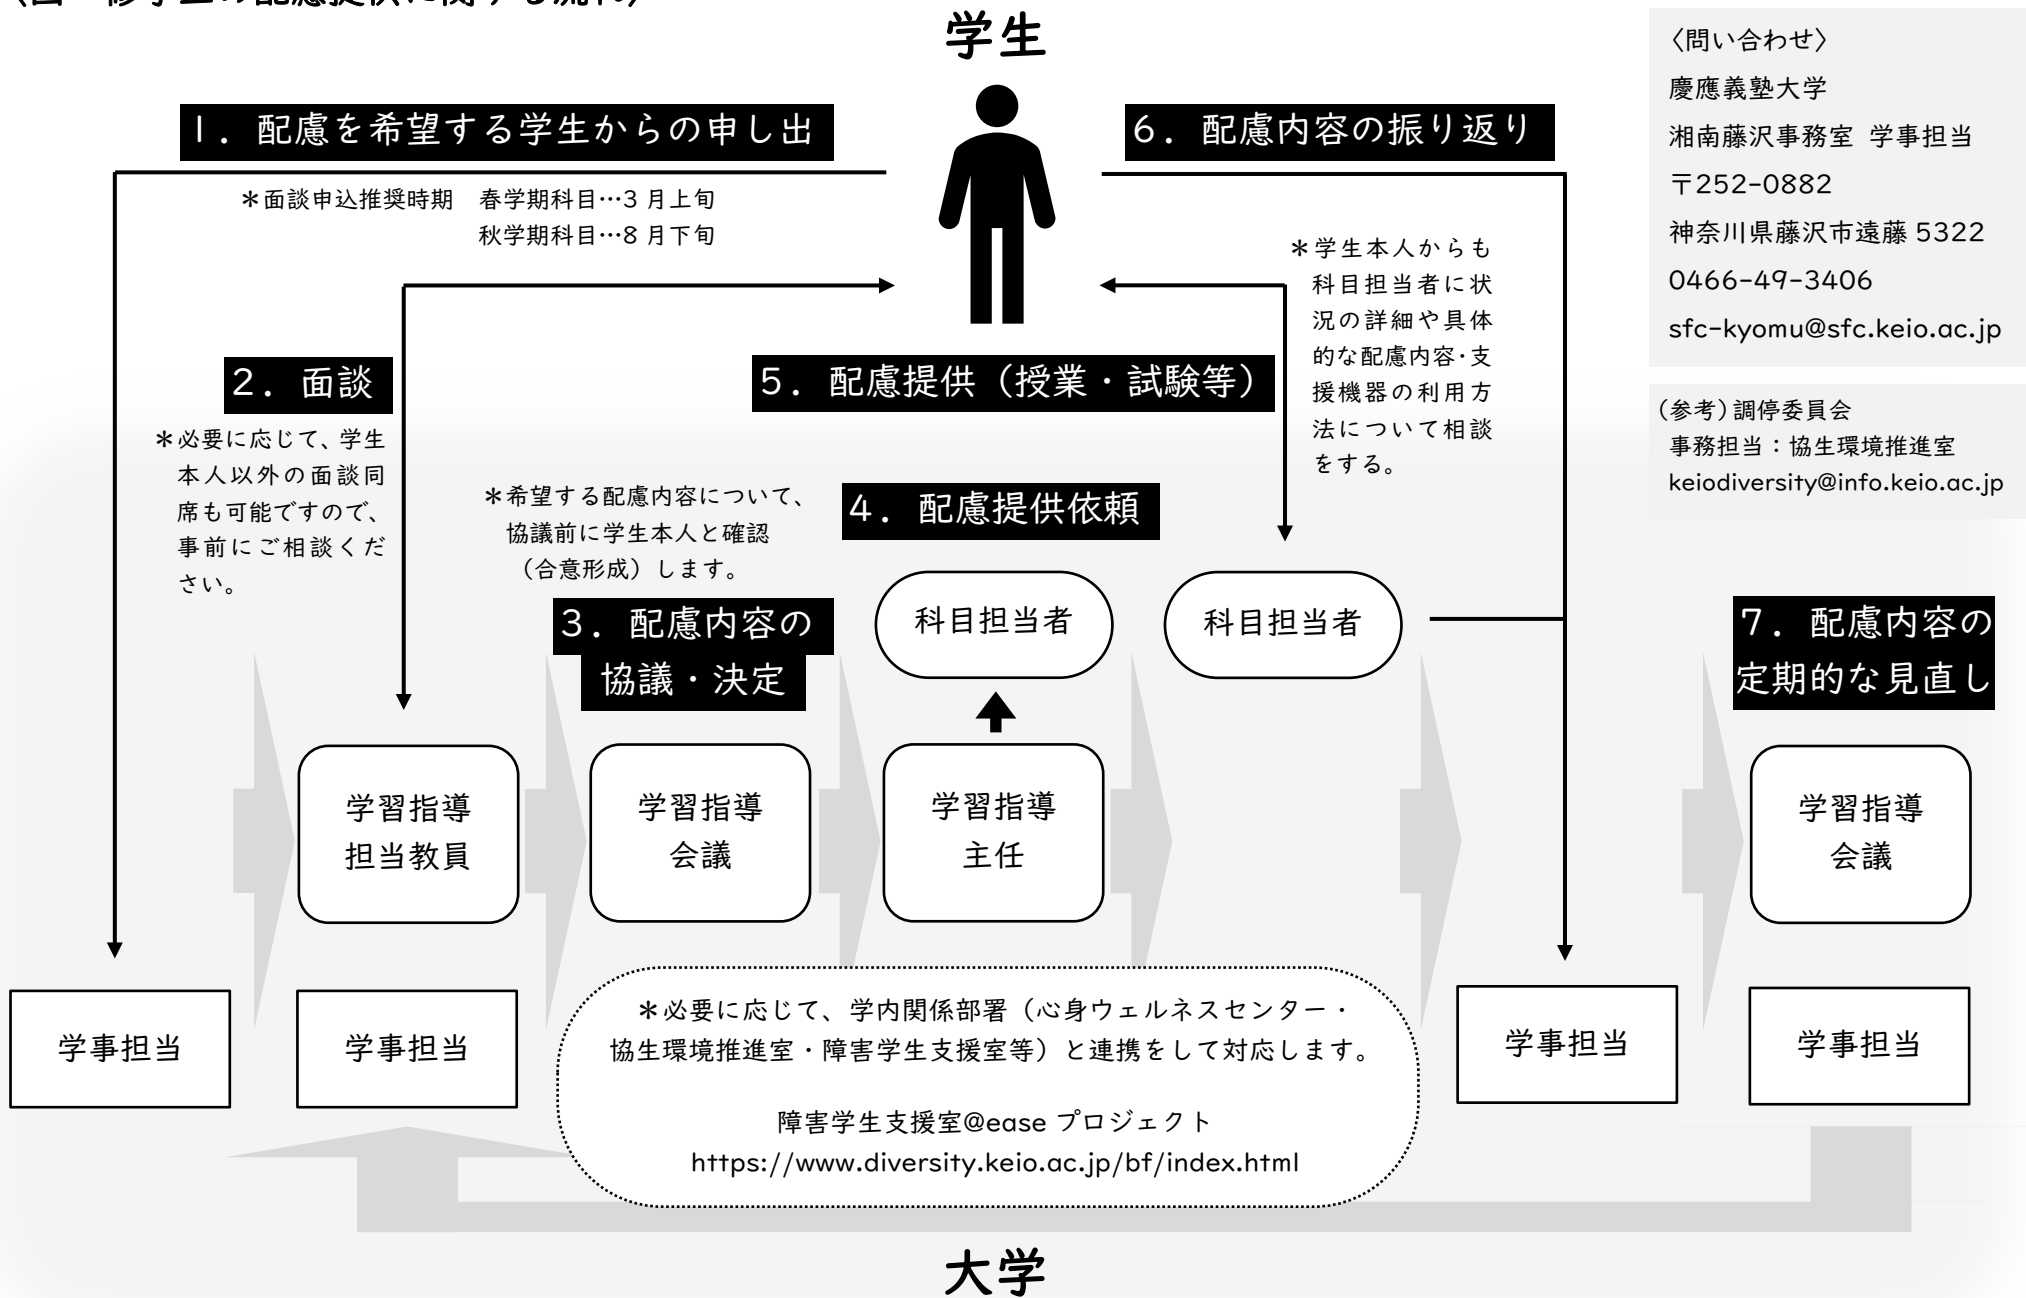 学生
1．配慮を希望する学生からの申し出
＊面談申込推奨時期　春学期科目…3月上旬
秋学期科目…8月下旬
6．配慮内容の振り返り
＊学生本人からも
科目担当者に状
況の詳細や具体
的な配慮内容・支
援機器の利用方
法について相談
をする。
〈問い合わせ〉
慶應義塾大学
湘南藤沢事務室 学事担当
〒252-0882
神奈川県藤沢市遠藤 5322
0466-49-3406
sfc-kyomu@sfc.keio.ac.jp
（参考）調停委員会
事務担当：協生環境推進室
keiodiversity@info.keio.ac.jp
2．面談
＊必要に応じて、学生
本人以外の面談同
席も可能ですので、
事前にご相談くだ
さい。
5．配慮提供（授業・試験等）
＊希望する配慮内容について、
協議前に学生本人と確認
（合意形成）します。
4．配慮提供依頼
3．配慮内容の
協議・決定
科目担当者
科目担当者
7．配慮内容の
定期的な見直し
学習指導
担当教員
学習指導
会議
学習指導
主任
学習指導
会議
学事担当
学事担当
＊必要に応じて、学内関係部署（心身ウェルネスセンター・
協生環境推進室・障害学生支援室等）と連携をして対応します。
障害学生支援室@ease プロジェクト
https://www.diversity.keio.ac.jp/bf/index.html
学事担当
学事担当
大学